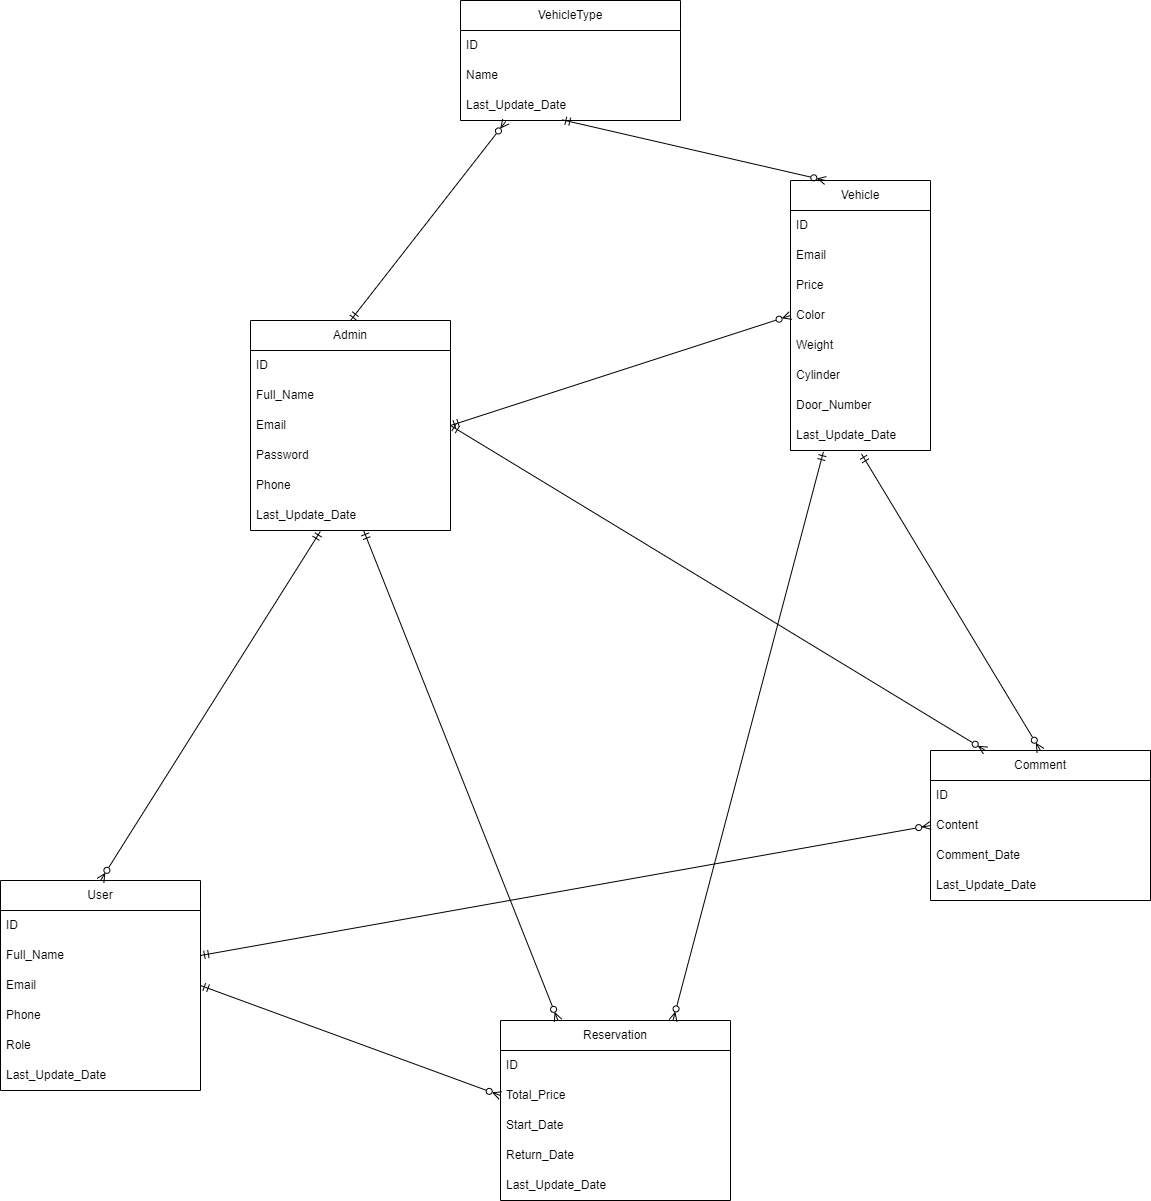 VehicleType
ID
Name
Last_Update_Date
Vehicle
ID
Email
Price
Color
Weight
Cylinder
Door_Number
Last_Update_Date
Admin
ID
Full_Name
Email
Password
Phone
Last_Update_Date
Comment
ID
Content
Comment_Date
Last_Update_Date
User
ID
Full_Name
Email
Phone
Role
Last_Update_Date
Reservation
ID
Total_Price
Start_Date
Return_Date
Last_Update_Date